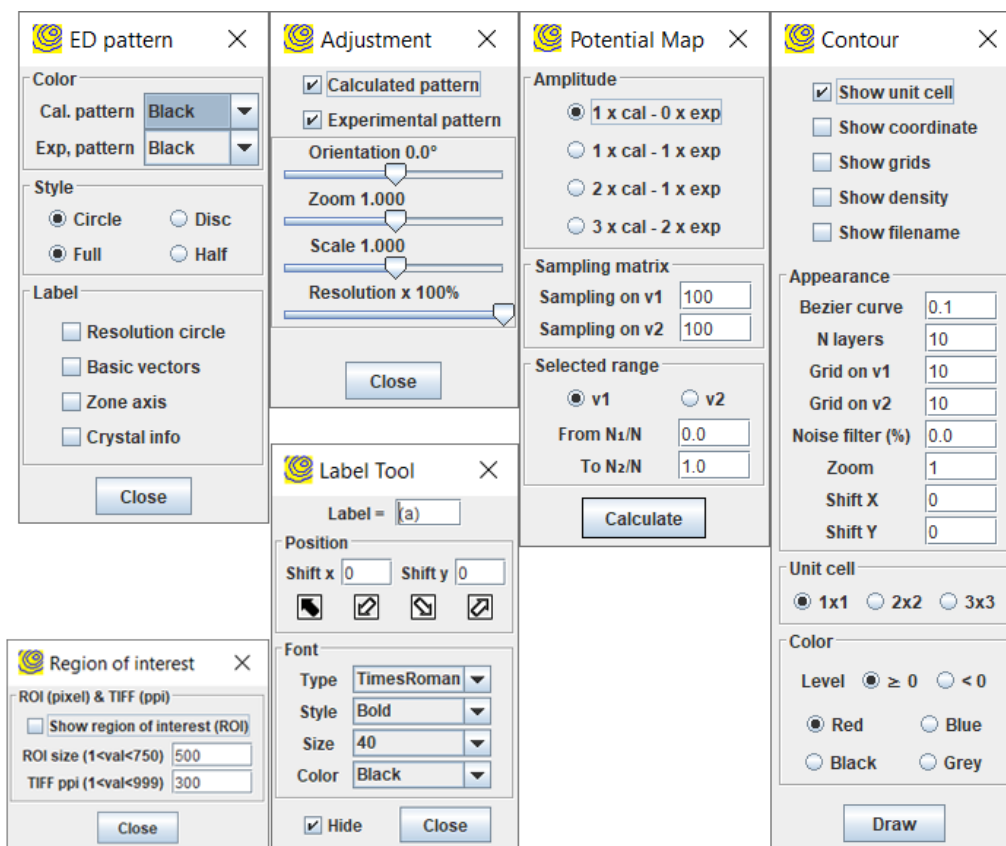 ED pattern
Color
Cal. pattern Black
Exp, pattern Black
Style
Circle Disc
Full Half
Label
Resolution circle
Basic vectors
Zone axis
Crystal info
Close
Adjustment
Calculated pattern
Experimental pattern
Orientation 0.0°
Zoom 1.000
Scale 1.000
Resolution x 100%
Close
Potential Map
Amplitude
1 x cal - 0 x exp
1 x cal - 1 x exp
2 x cal - 1 x exp
3 x cal - 2 x exp
Sampling matrix
Sampling on v1 100
Sampling on v2 100
Selected range
v1 v2
From N₁/N 0.0
To N₂/N 1.0
Calculate
Contour
Show unit cell
Show coordinate
Show grids
Show density
Show filename
Appearance
Bezier curve 0.1
N layers 10
Grid on v1 10
Grid on v2 10
Noise filter (%) 0.0
Zoom 1
Shift X 0
Shift Y 0
Unit cell
1x1 2x2 3x3
Color
Level ≥ 0 < 0
Red Blue
Black Grey
Draw
Label Tool
Label = (a)
Position
Shift x 0 Shift y 0
Font
Type TimesRoman
Style Bold
Size 40
Color Black
Hide Close
Region of interest
ROI (pixel) & TIFF (ppi)
Show region of interest (ROI)
ROI size (1<val<750) 500
TIFF ppi (1<val<999) 300
Close